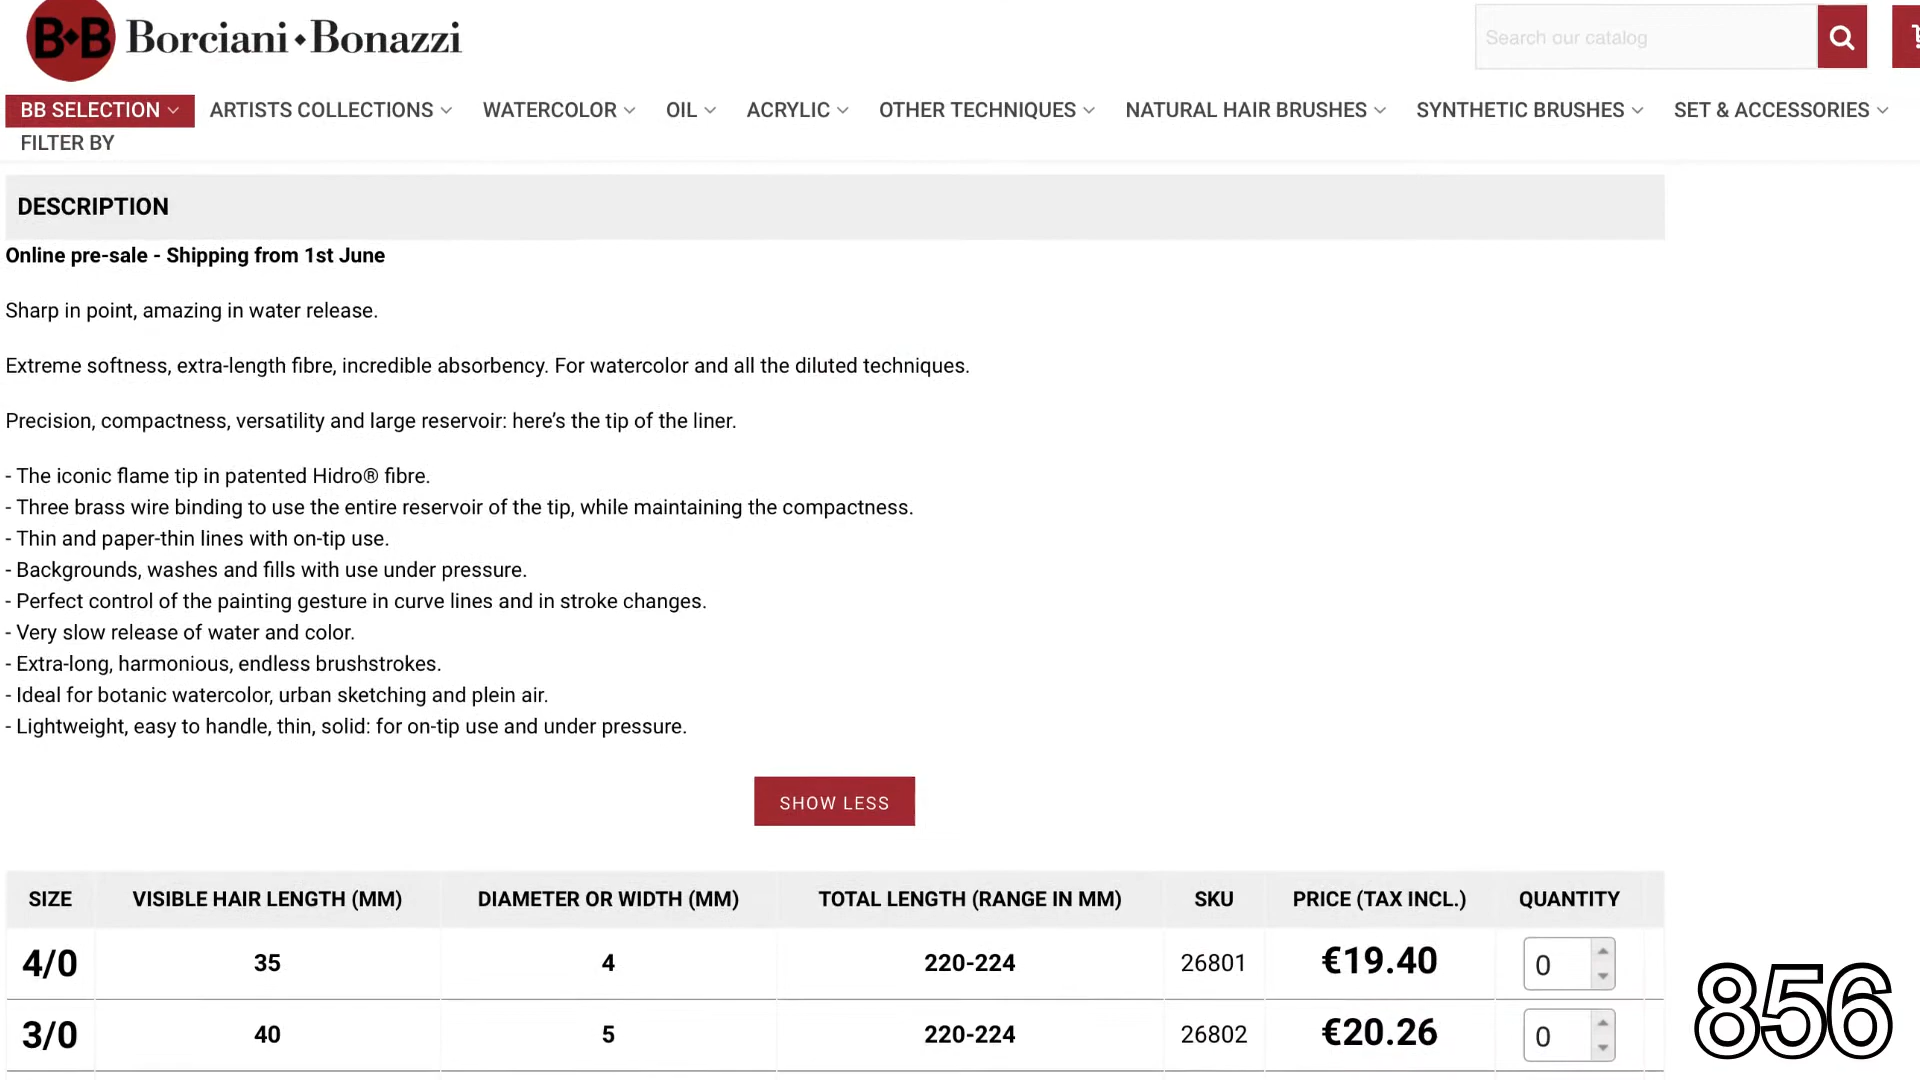 B♦B Borciani♦Bonazzi
Search our catalog
BB SELECTION ARTISTS COLLECTIONS WATERCOLOR OIL ACRYLIC OTHER TECHNIQUES NATURAL HAIR BRUSHES SYNTHETIC BRUSHES SET & ACCESSORIES
FILTER BY
DESCRIPTION
Online pre-sale - Shipping from 1st June
Sharp in point, amazing in water release.
Extreme softness, extra-length fibre, incredible absorbency. For watercolor and all the diluted techniques.
Precision, compactness, versatility and large reservoir: here’s the tip of the liner.
- The iconic flame tip in patented Hidro® fibre.
- Three brass wire binding to use the entire reservoir of the tip, while maintaining the compactness.
- Thin and paper-thin lines with on-tip use.
- Backgrounds, washes and fills with use under pressure.
- Perfect control of the painting gesture in curve lines and in stroke changes.
- Very slow release of water and color.
- Extra-long, harmonious, endless brushstrokes.
- Ideal for botanic watercolor, urban sketching and plein air.
- Lightweight, easy to handle, thin, solid: for on-tip use and under pressure.
SHOW LESS
SIZE VISIBLE HAIR LENGTH (MM) DIAMETER OR WIDTH (MM) TOTAL LENGTH (RANGE IN MM) SKU PRICE (TAX INCL.) QUANTITY
4/0 35 4 220-224 26801 €19.40 0
3/0 40 5 220-224 26802 €20.26 0
856